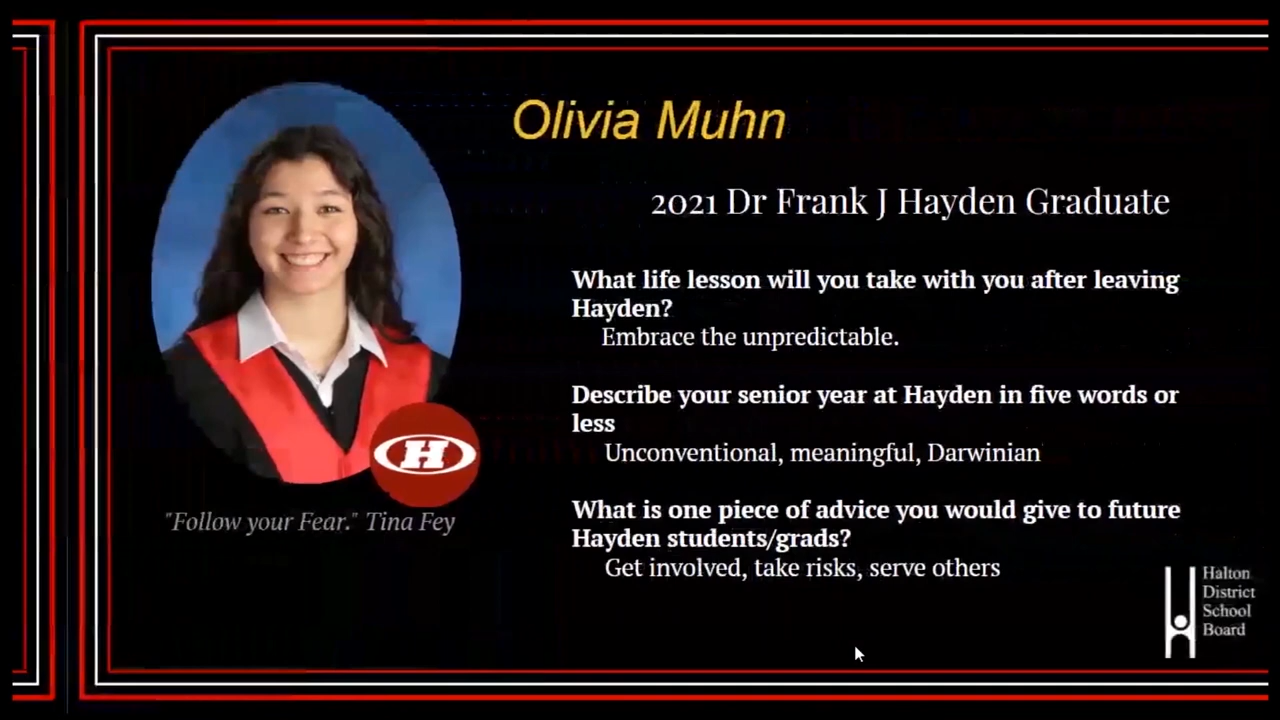 Olivia Muhn
2021 Dr Frank J Hayden Graduate
What life lesson will you take with you after leaving
Hayden?
Embrace the unpredictable.
Describe your senior year at Hayden in five words or
less
Unconventional, meaningful, Darwinian
What is one piece of advice you would give to future
Hayden students/grads?
Get involved, take risks, serve others
H
"Follow your Fear." Tina Fey
Halton
District
School
Board